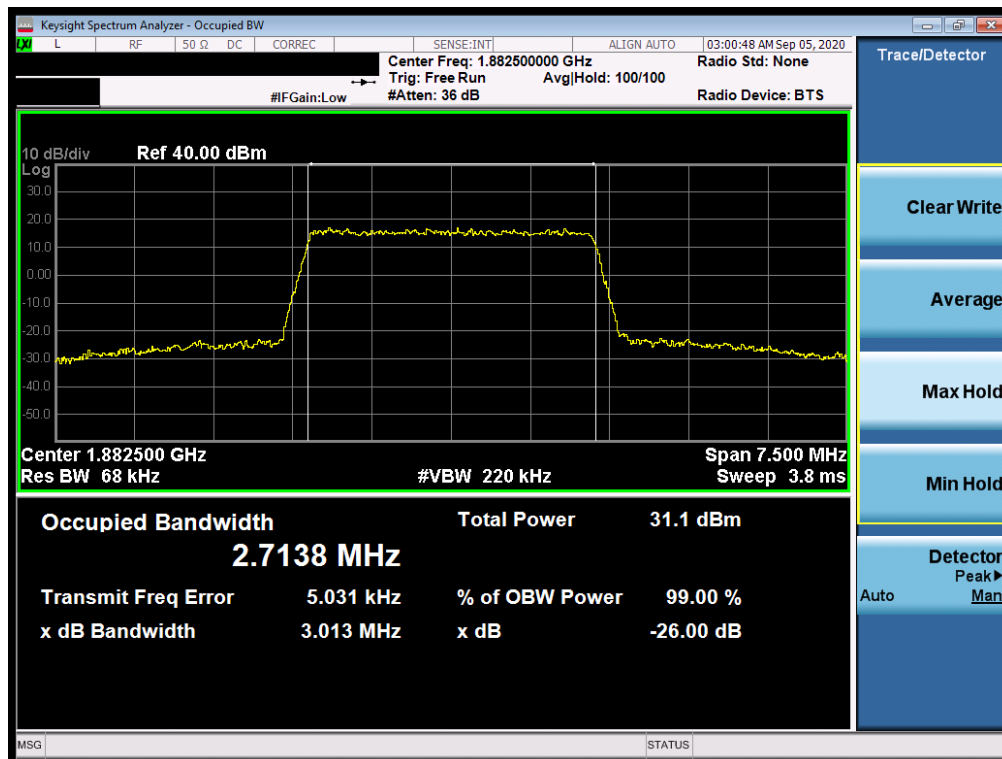 Keysight Spectrum Analyzer - Occupied BW
LXI L RF 50 Ω DC CORREC SENSE:INT ALIGN AUTO 03:00:48 AM Sep 05, 2020
Center Freq: 1.882500000 GHz Radio Std: None
Trig: Free Run Avg|Hold: 100/100
#IFGain:Low #Atten: 36 dB Radio Device: BTS
Trace/Detector
10 dB/div Ref 40.00 dBm
Log
30.0
20.0
10.0
0.00
-10.0
-20.0
-30.0
-40.0
-50.0
Center 1.882500 GHz Span 7.500 MHz
Res BW 68 kHz #VBW 220 kHz Sweep 3.8 ms
Occupied Bandwidth Total Power 31.1 dBm
2.7138 MHz
Transmit Freq Error 5.031 kHz % of OBW Power 99.00 %
x dB Bandwidth 3.013 MHz x dB -26.00 dB
Clear Write
Average
Max Hold
Min Hold
Detector
Peak▶
Auto Man
MSG STATUS